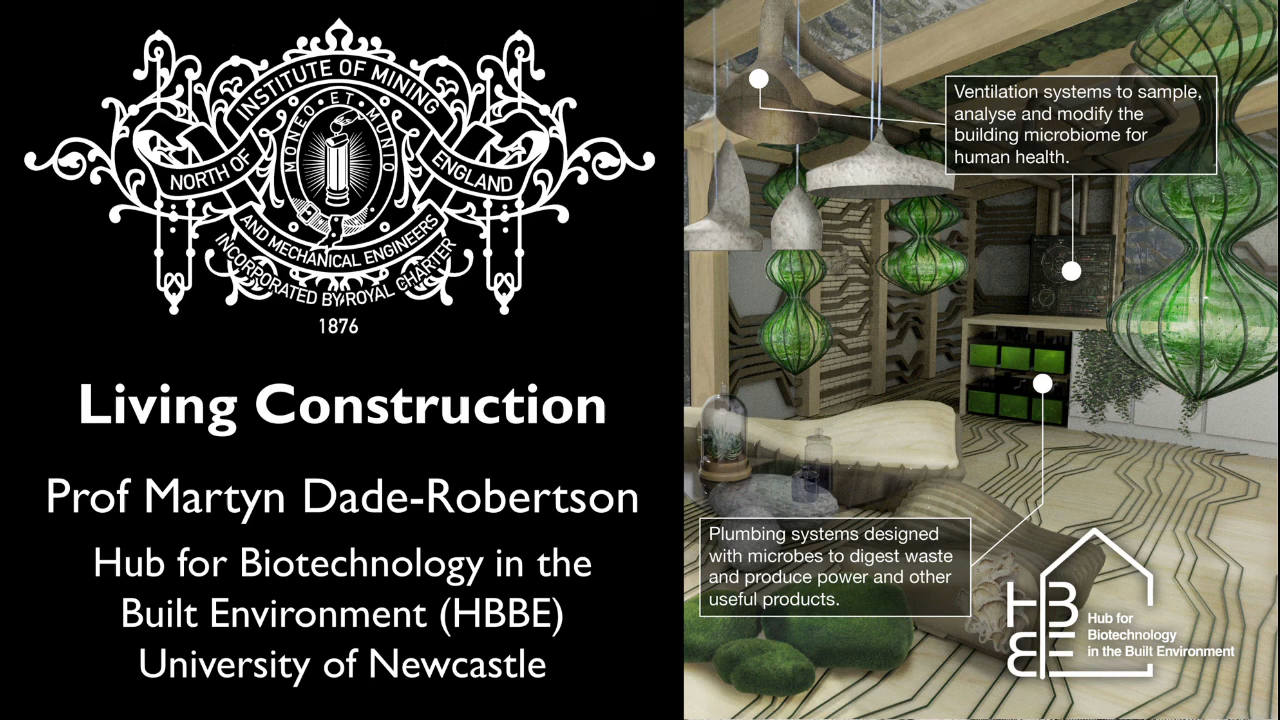 INSTITUTE OF MINING
NORTH OF
ENGLAND
MONEO · ET · MUNIO
AND MECHANICAL ENGINEERS
INCORPORATED BY ROYAL CHARTER
1876
Living Construction
Prof Martyn Dade-Robertson
Hub for Biotechnology in the
Built Environment (HBBE)
University of Newcastle
Ventilation systems to sample,
analyse and modify the
building microbiome for
human health.
Plumbing systems designed
with microbes to digest waste
and produce power and other
useful products.
HB
BE
Hub for
Biotechnology
in the Built Environment